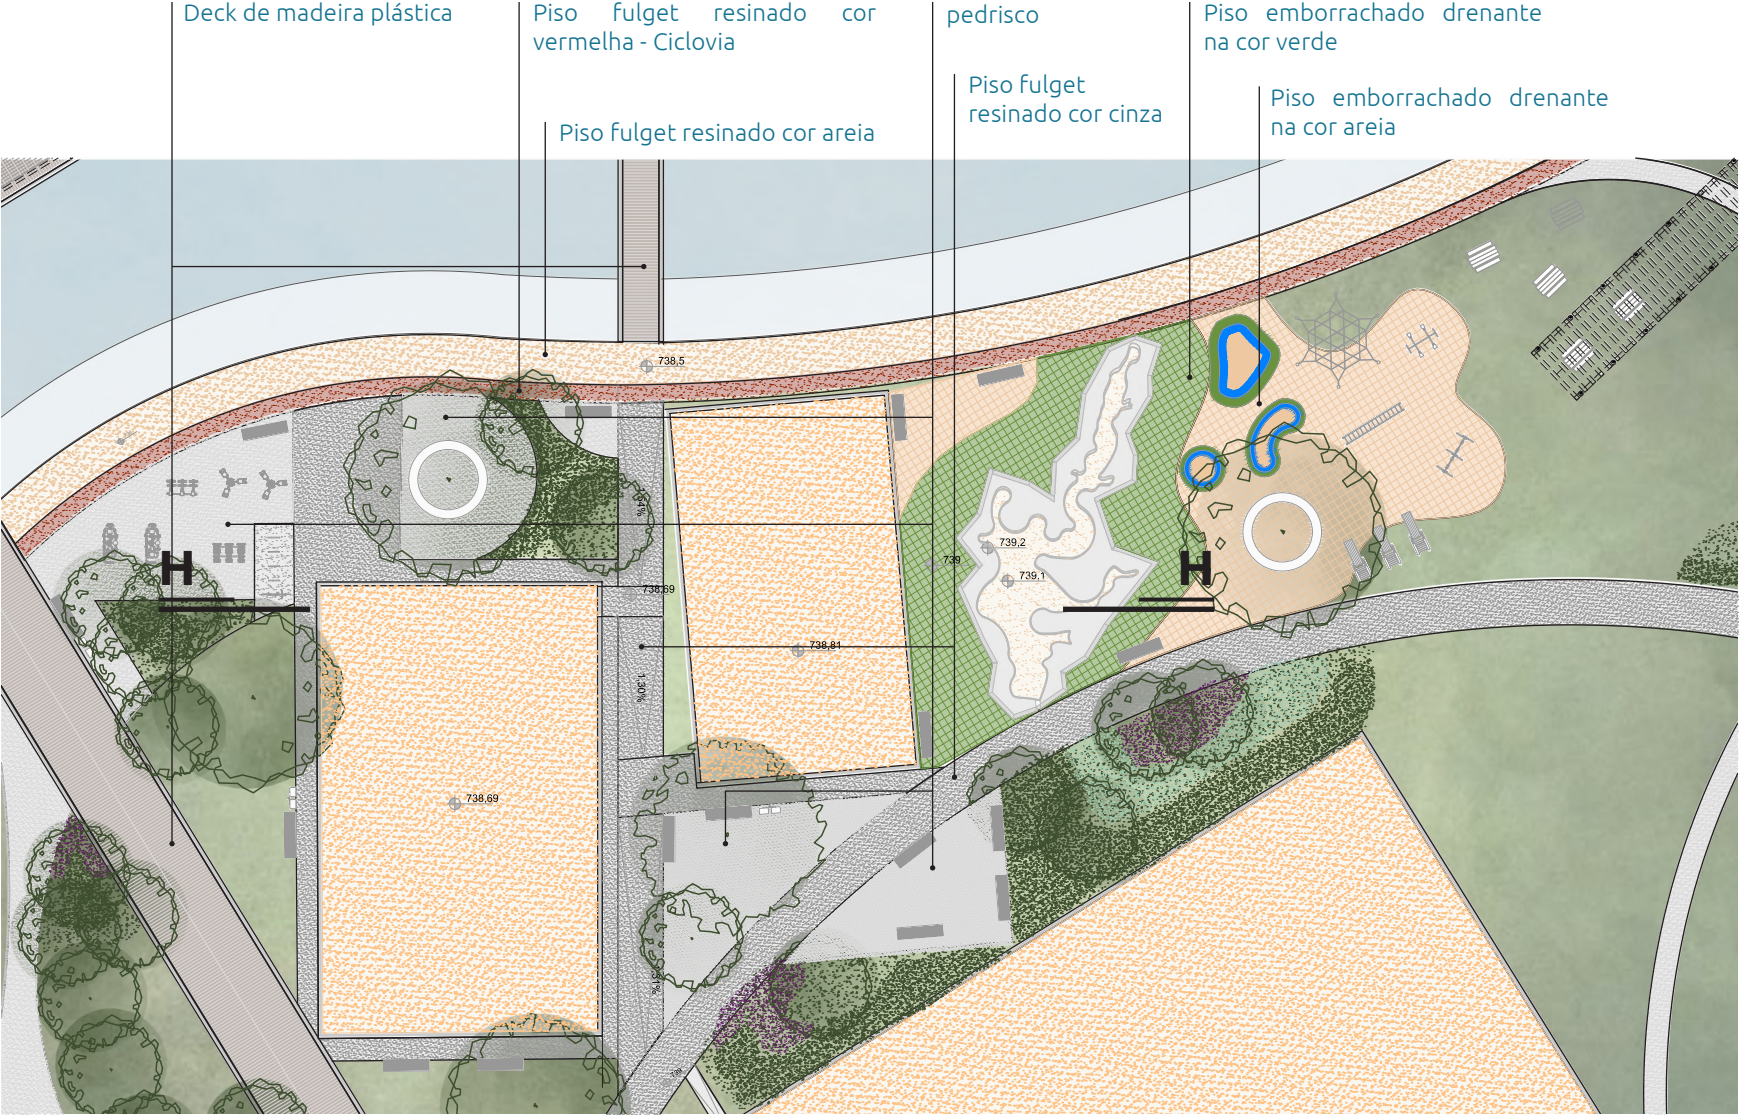 Deck de madeira plástica
Piso fulget resinado cor
vermelha - Ciclovia
pedrisco
Piso emborrachado drenante
na cor verde
Piso fulget
resinado cor cinza
Piso emborrachado drenante
na cor areia
Piso fulget resinado cor areia
738,5
739,2
739
739,1
H
H
738,69
738,81
1,30%
738,69